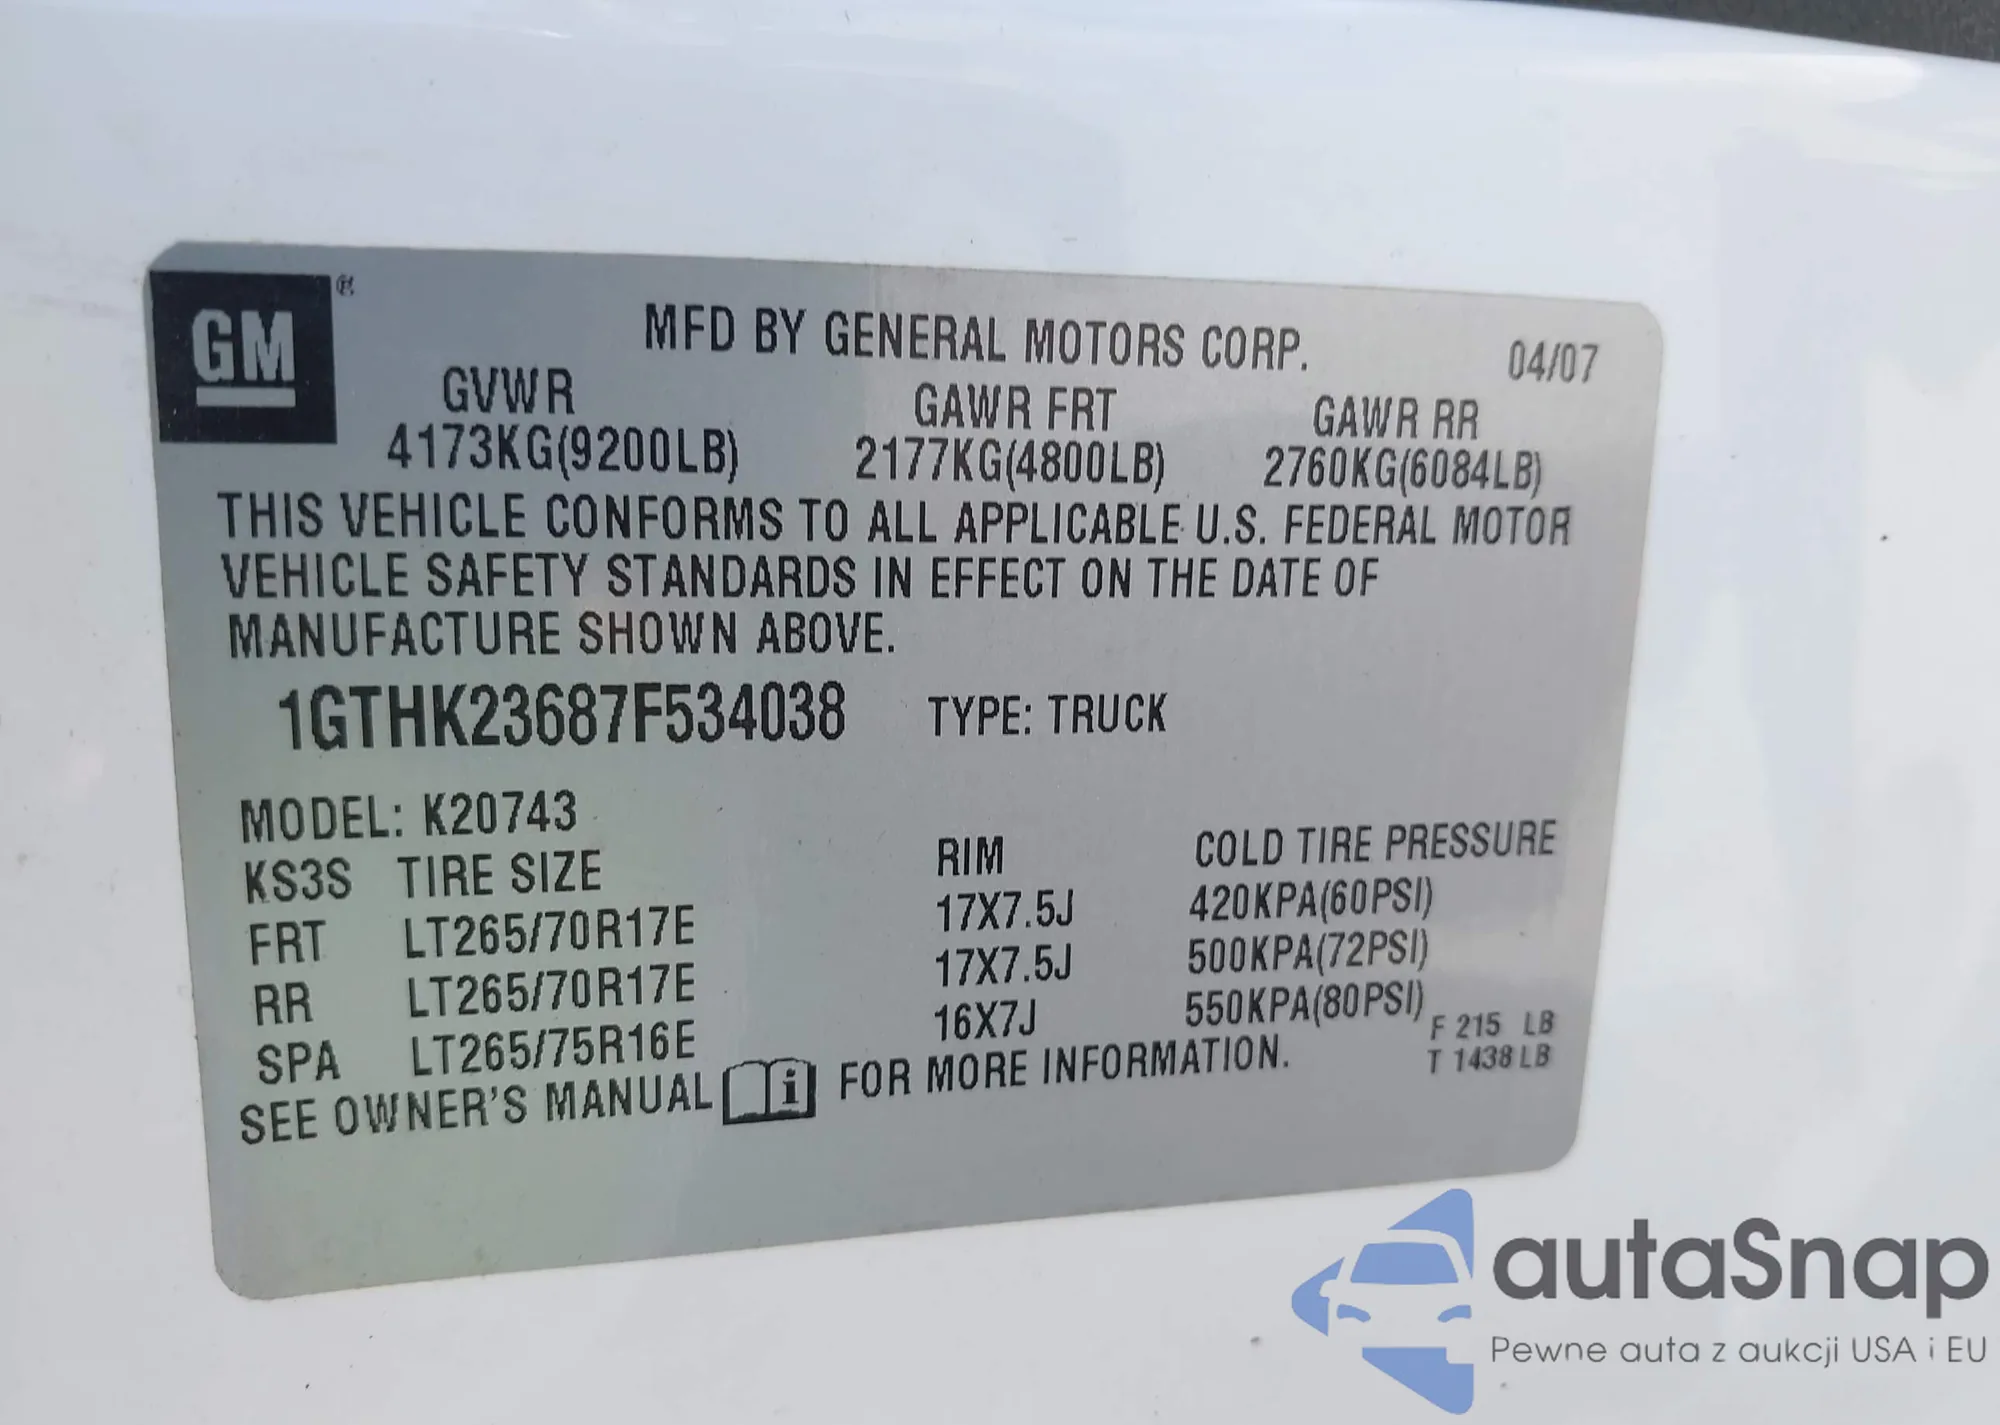 GM®
MFD BY GENERAL MOTORS CORP. 04/07
GVWR GAWR FRT GAWR RR
4173KG(9200LB) 2177KG(4800LB) 2760KG(6084LB)
THIS VEHICLE CONFORMS TO ALL APPLICABLE U.S. FEDERAL MOTOR
VEHICLE SAFETY STANDARDS IN EFFECT ON THE DATE OF
MANUFACTURE SHOWN ABOVE.
1GTHK23687F534038 TYPE: TRUCK
MODEL: K20743
KS3S TIRE SIZE RIM COLD TIRE PRESSURE
FRT LT265/70R17E 17X7.5J 420KPA(60PSI)
RR LT265/70R17E 17X7.5J 500KPA(72PSI)
SPA LT265/75R16E 16X7J 550KPA(80PSI)
F 215 LB
SEE OWNER'S MANUAL i FOR MORE INFORMATION. T 1438LB
autaSnap
Pewne auta z aukcji USA i EU